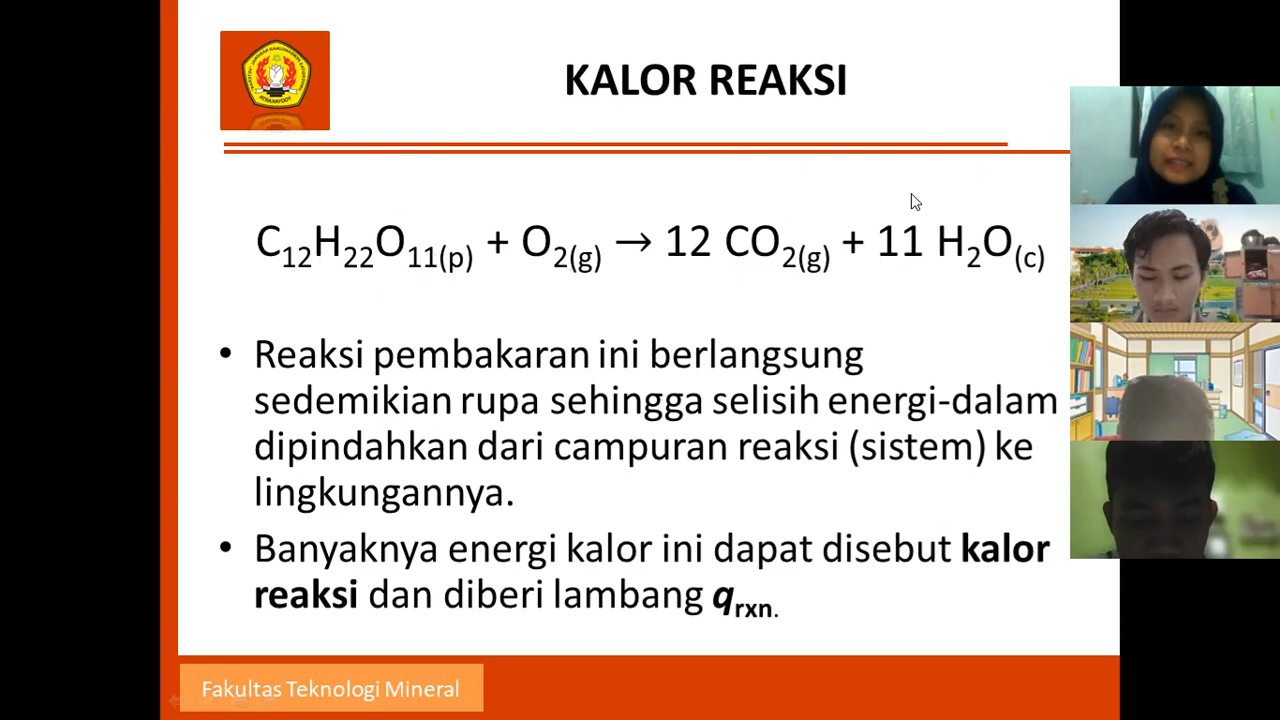 KALOR REAKSI
C₁₂H₂₂O₁₁₍ₚ₎ + O₂₍g₎ → 12 CO₂₍g₎ + 11 H₂O₍c₎
• Reaksi pembakaran ini berlangsung
sedemikian rupa sehingga selisih energi-dalam
dipindahkan dari campuran reaksi (sistem) ke
lingkungannya.
• Banyaknya energi kalor ini dapat disebut kalor
reaksi dan diberi lambang qrxn.
Fakultas Teknologi Mineral